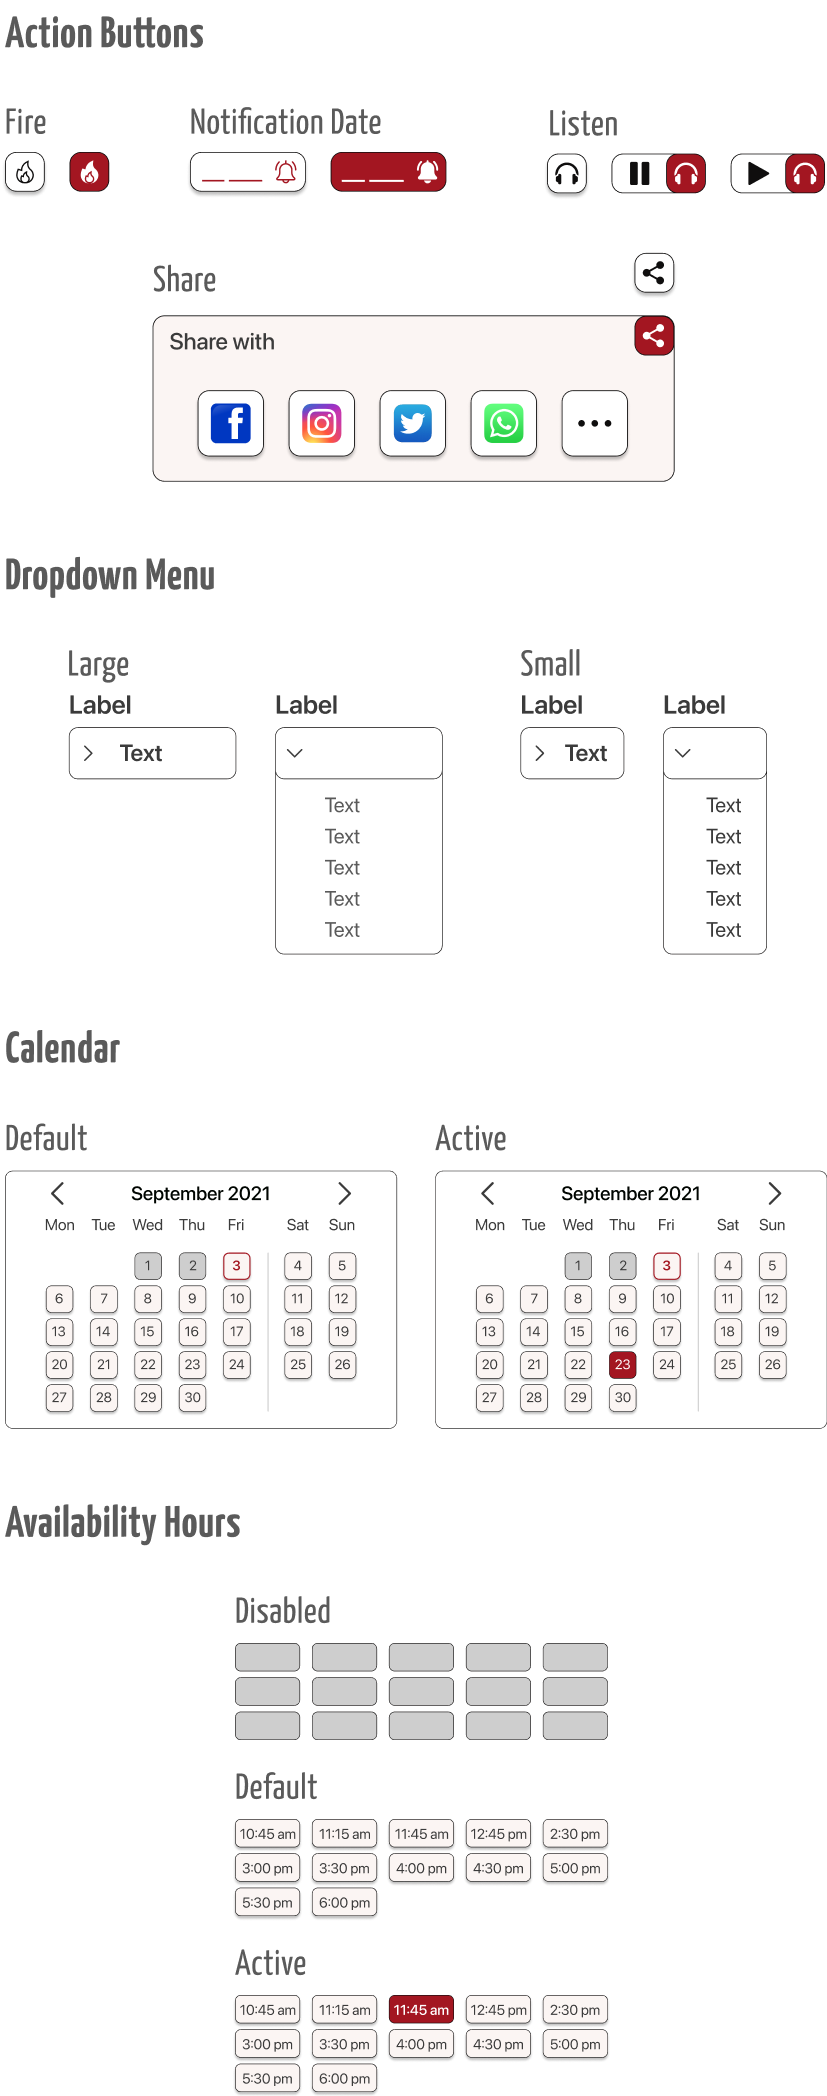 Action Buttons
Fire
Notification Date
Listen
Share
Share with
Dropdown Menu
Large
Small
Label
Label
Label
Label
Text
Text
Text
Text
Text
Text
Text
Text
Text
Text
Text
Text
Calendar
Default
Active
September 2021
Mon Tue Wed Thu Fri Sat Sun
1 2 3 4 5
6 7 8 9 10 11 12
13 14 15 16 17 18 19
20 21 22 23 24 25 26
27 28 29 30
September 2021
Mon Tue Wed Thu Fri Sat Sun
1 2 3 4 5
6 7 8 9 10 11 12
13 14 15 16 17 18 19
20 21 22 23 24 25 26
27 28 29 30
Availability Hours
Disabled
Default
10:45 am 11:15 am 11:45 am 12:45 pm 2:30 pm
3:00 pm 3:30 pm 4:00 pm 4:30 pm 5:00 pm
5:30 pm 6:00 pm
Active
10:45 am 11:15 am 11:45 am 12:45 pm 2:30 pm
3:00 pm 3:30 pm 4:00 pm 4:30 pm 5:00 pm
5:30 pm 6:00 pm